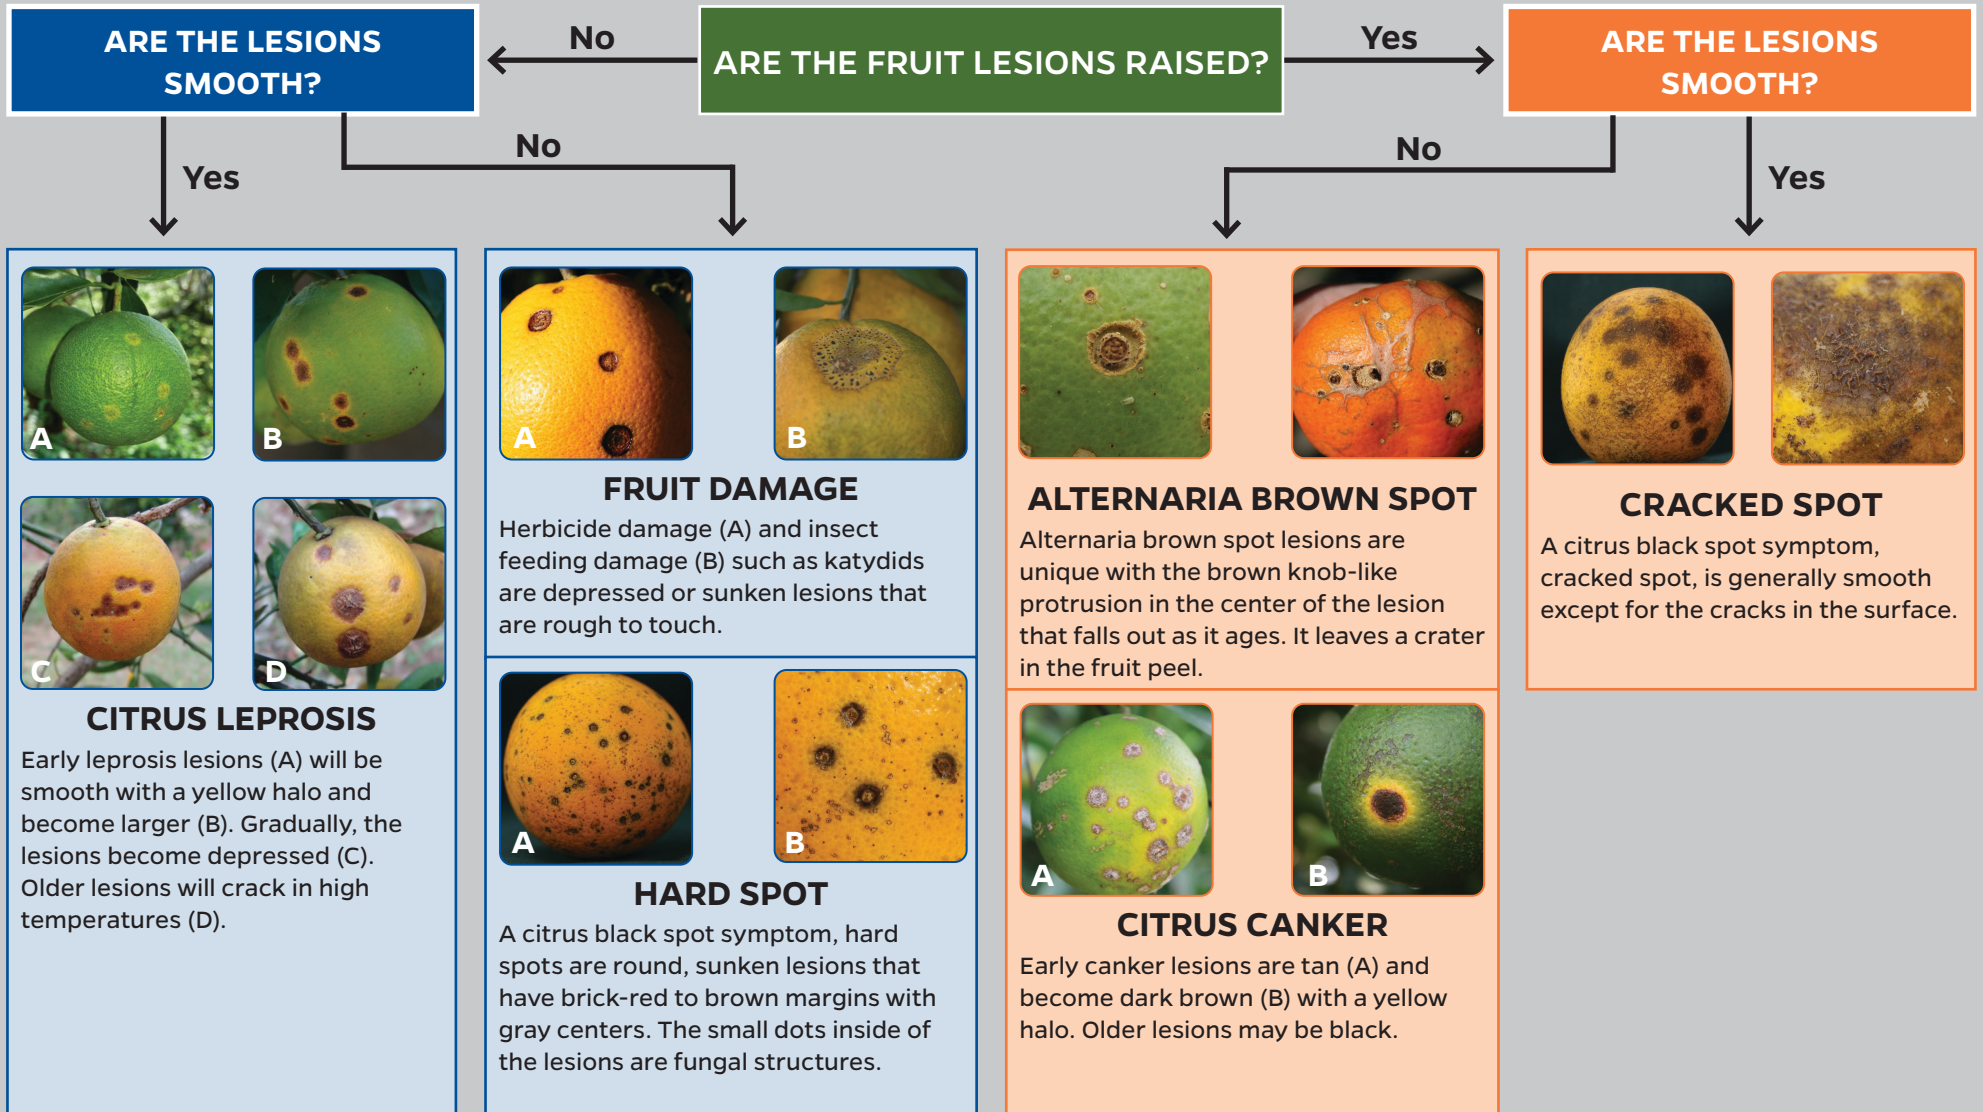 ARE THE LESIONS
SMOOTH?
No
ARE THE FRUIT LESIONS RAISED?
Yes
ARE THE LESIONS
SMOOTH?
Yes
No
No
Yes
A
B
C
D
CITRUS LEPROSIS
Early leprosis lesions (A) will be
smooth with a yellow halo and
become larger (B). Gradually, the
lesions become depressed (C).
Older lesions will crack in high
temperatures (D).
A
B
FRUIT DAMAGE
Herbicide damage (A) and insect
feeding damage (B) such as katydids
are depressed or sunken lesions that
are rough to touch.
A
B
HARD SPOT
A citrus black spot symptom, hard
spots are round, sunken lesions that
have brick-red to brown margins with
gray centers. The small dots inside of
the lesions are fungal structures.
ALTERNARIA BROWN SPOT
Alternaria brown spot lesions are
unique with the brown knob-like
protrusion in the center of the lesion
that falls out as it ages. It leaves a crater
in the fruit peel.
A
B
CITRUS CANKER
Early canker lesions are tan (A) and
become dark brown (B) with a yellow
halo. Older lesions may be black.
CRACKED SPOT
A citrus black spot symptom,
cracked spot, is generally smooth
except for the cracks in the surface.